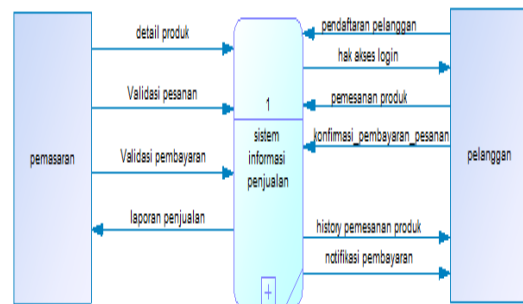 detail produk
pendaftaran pelanggan
hak akses login
Validasi pesanan
1
pemesanan produk
konfirmasi_pembayaran_pesanan
sistem
informasi
penjualan
pemasaran
Validasi pembayaran
pelanggan
laporan penjualan
history pemesanan produk
notifikasi pembayaran
+